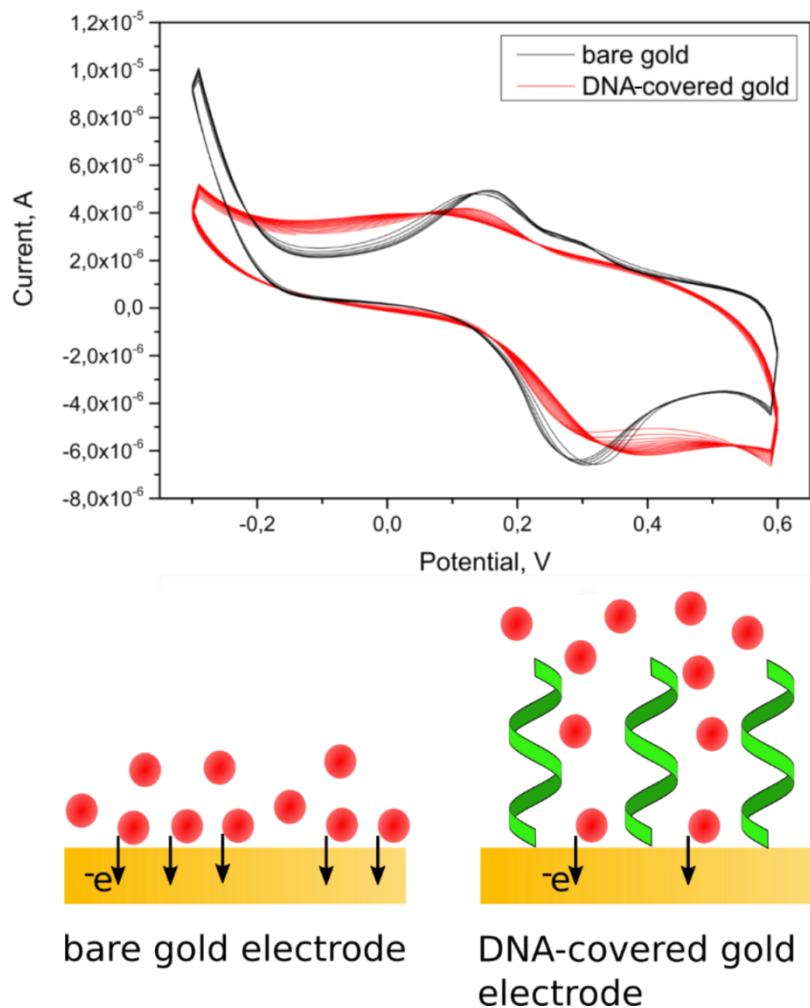 bare gold
DNA-covered gold
1,2x10⁻⁵
1,0x10⁻⁵
8,0x10⁻⁶
6,0x10⁻⁶
4,0x10⁻⁶
2,0x10⁻⁶
0,0
-2,0x10⁻⁶
-4,0x10⁻⁶
-6,0x10⁻⁶
-8,0x10⁻⁶
Current, A
-0,2 0,0 0,2 0,4 0,6
Potential, V
⁻e ⁻e
bare gold electrode
DNA-covered gold
electrode